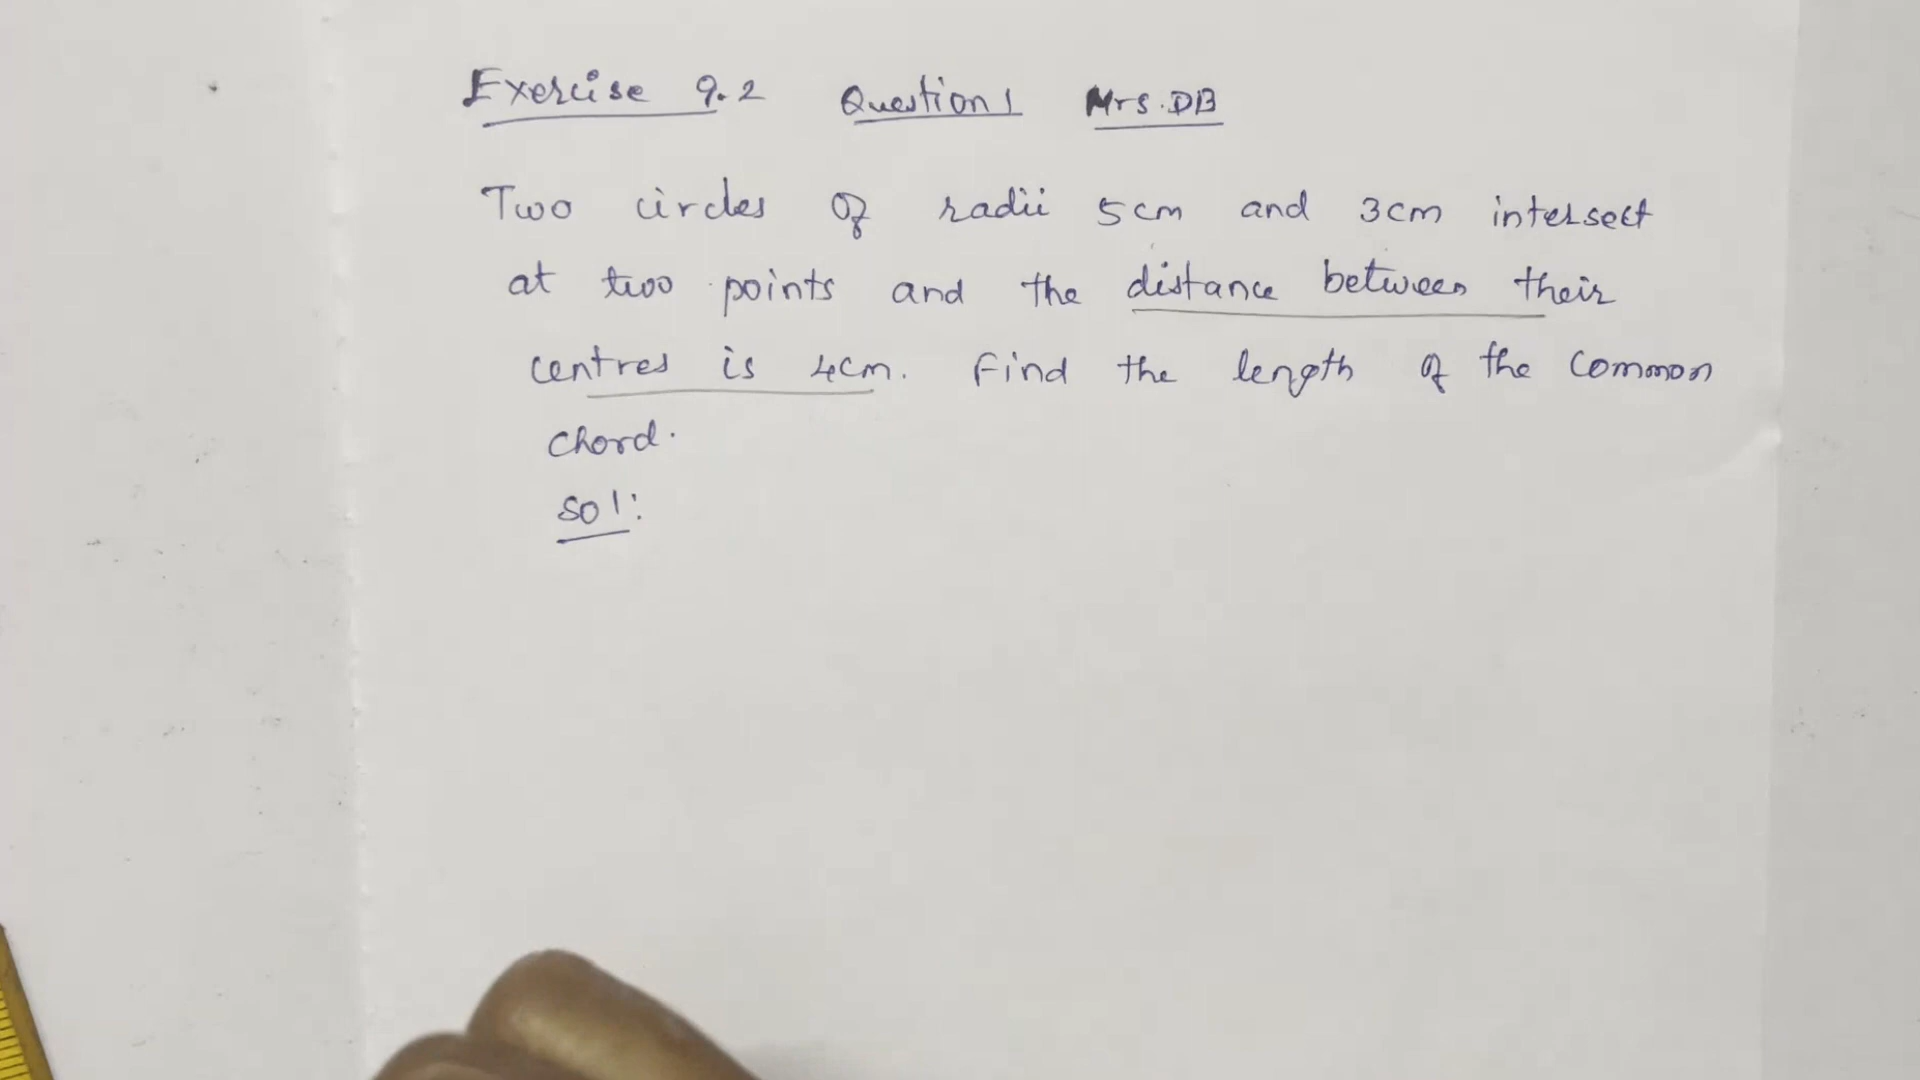 Exercise 9.2 Question 1 Mrs. DB
Two circles of radii 5cm and 3cm intersect
at two points and the distance between their
centres is 4cm. Find the length of the common
chord.
Sol: